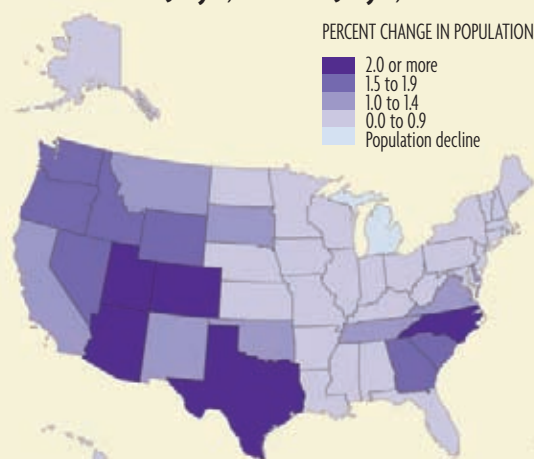 PERCENT CHANGE IN POPULATION
2.0 or more
1.5 to 1.9
1.0 to 1.4
0.0 to 0.9
Population decline